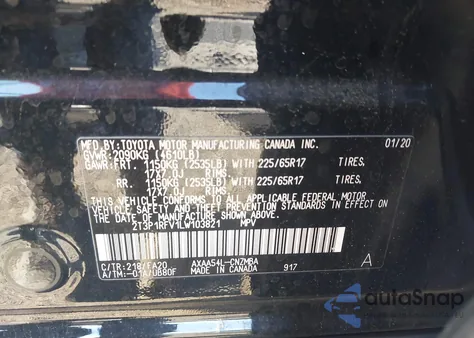 MFD.BY:TOYOTA MOTOR MANUFACTURING CANADA INC. 01/20
GVWR:2090KG (4610LB)
GAWR:FRT. 1150KG (2535LB) WITH 225/65R17 TIRES.
17X7.0J RIMS.
RR. 1150KG (2535LB) WITH 225/65R17 TIRES.
17X7.0J RIMS.
THIS VEHICLE CONFORMS TO ALL APPLICABLE FEDERAL MOTOR
VEHICLE SAFETY STANDARDS IN EFFECT ON THE DATE OF
MANUFACTURE SHOWN ABOVE.
2T3P1RFV1LW103821 MPV
C/TR:218/FA20 AXAA54L-CNZMBA A
A/TM:-01A/UB80F MADE IN CANADA 917
autoSnap